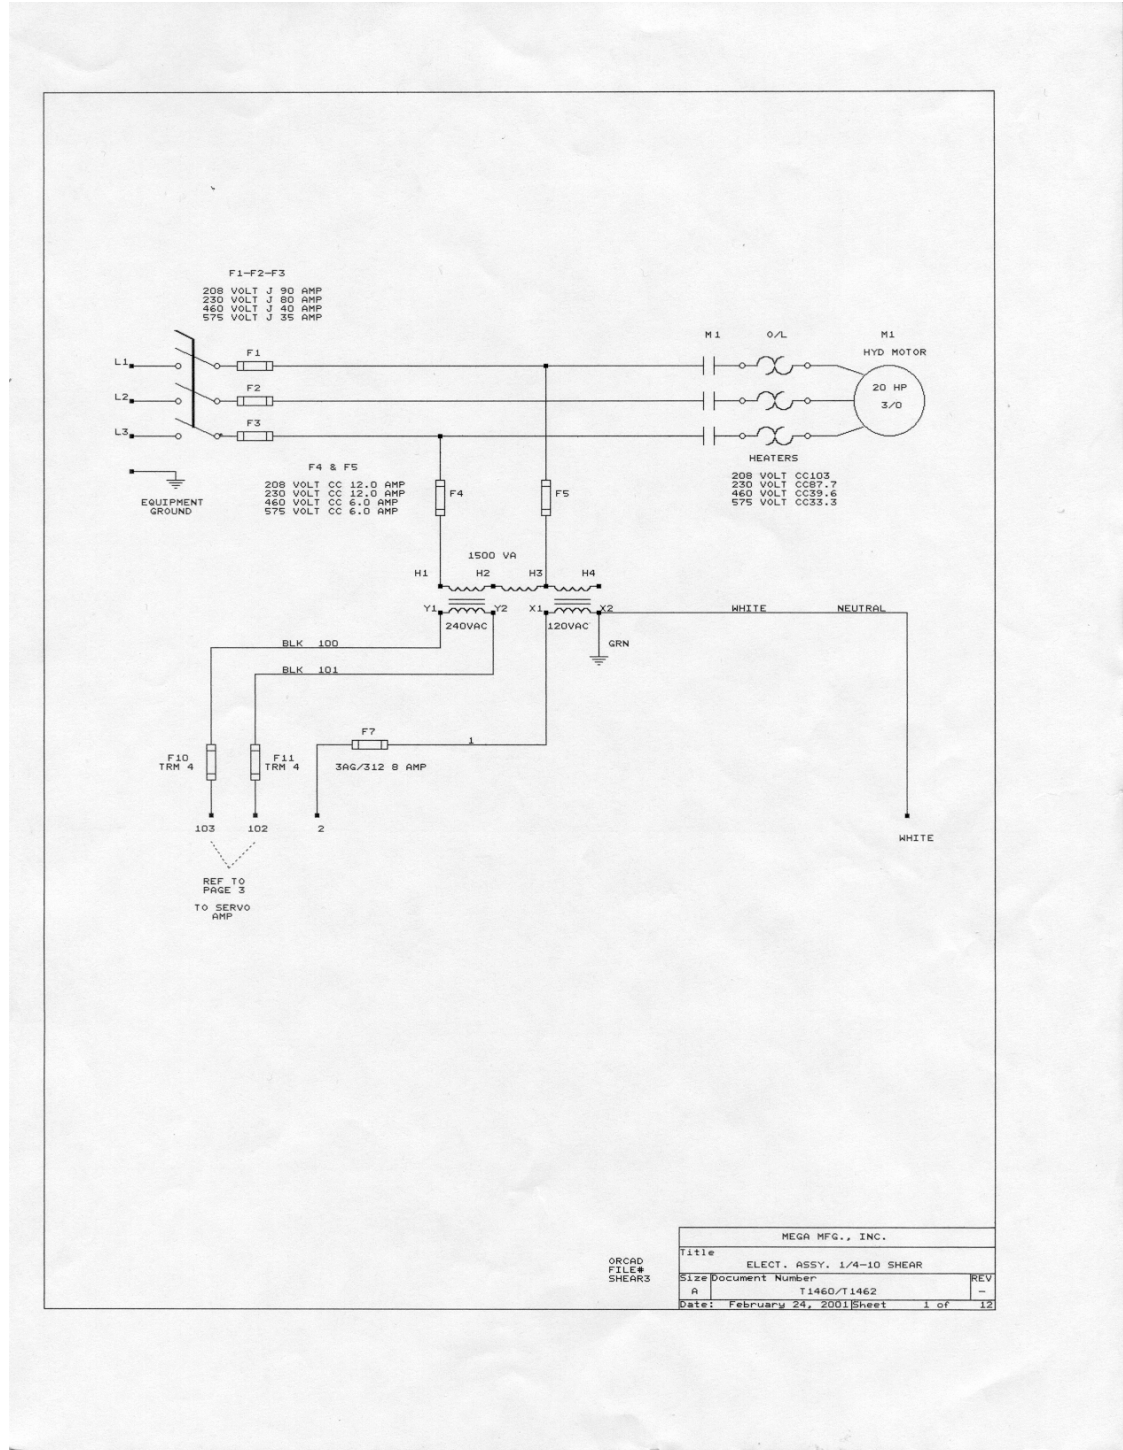 F1-F2-F3
208 VOLT J 90 AMP
230 VOLT J 80 AMP
460 VOLT J 40 AMP
575 VOLT J 35 AMP
M1 O/L M1
HYD MOTOR
L1 F1
20 HP
L2 F2
3/0
L3 F3
HEATERS
208 VOLT CC103
230 VOLT CC87.7
460 VOLT CC39.6
575 VOLT CC33.3
F4 & F5
208 VOLT CC 12.0 AMP
230 VOLT CC 12.0 AMP
460 VOLT CC 6.0 AMP
575 VOLT CC 6.0 AMP
F4 F5
EQUIPMENT
GROUND
1500 VA
H1 H2 H3 H4
Y1 Y2 X1 X2 WHITE NEUTRAL
240VAC 120VAC
GRN
BLK 100
BLK 101
F7
1
3AG/312 8 AMP
F10
TRM 4
F11
TRM 4
103 102 2
WHITE
REF TO
PAGE 3
TO SERVO
AMP
ORCAD
FILE#
SHEAR3
MEGA MFG., INC.
Title
ELECT. ASSY. 1/4-10 SHEAR
Size Document Number REV
A T1460/T1462 -
Date: February 24, 2001 Sheet 1 of 12